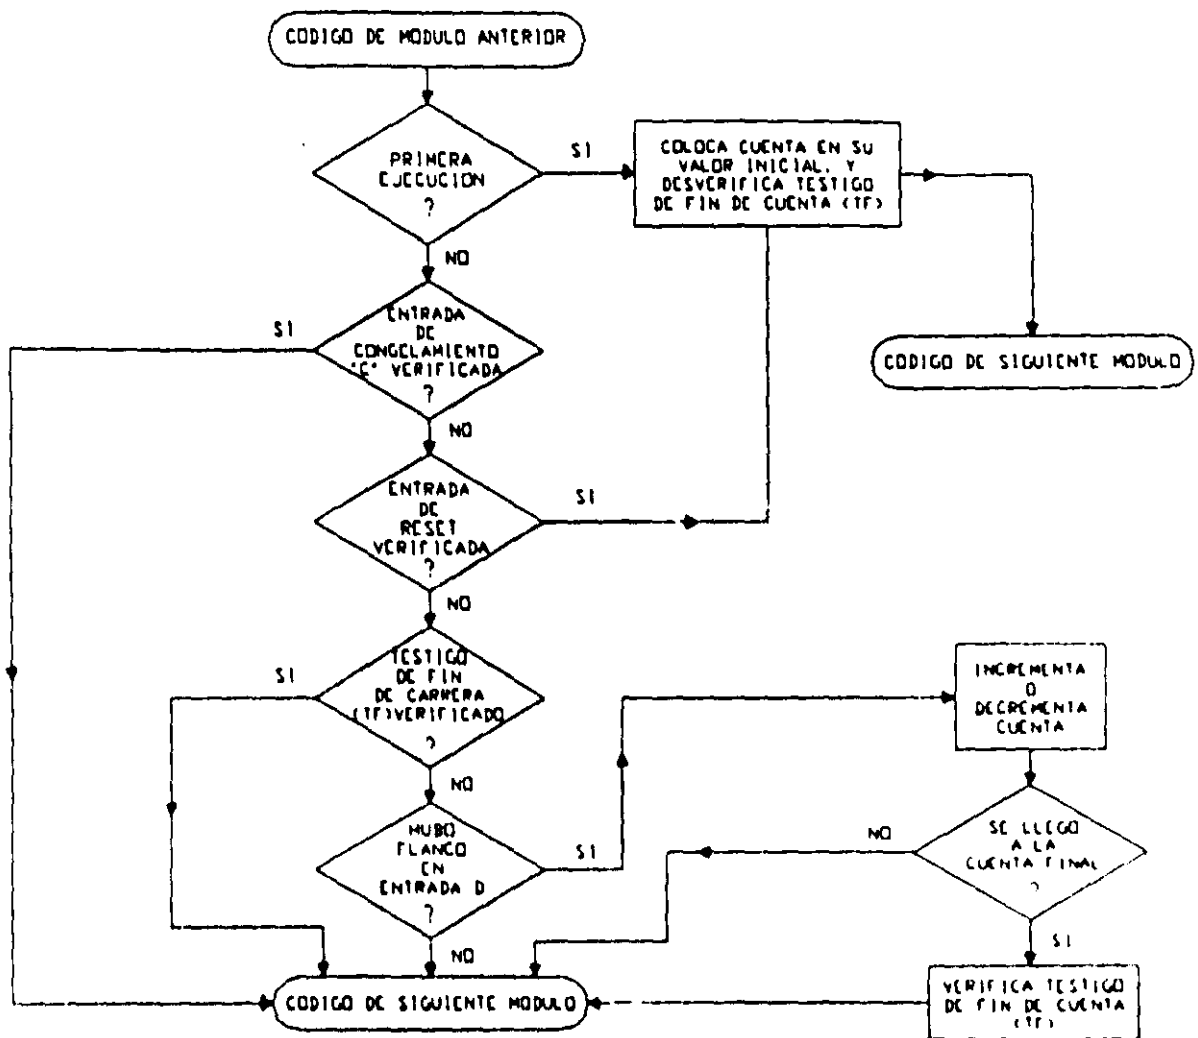 CODIGO DE MODULO ANTERIOR
PRIMERA
EJECUCION
?
SI
COLOCA CUENTA EN SU
VALOR INICIAL, Y
DESVERIFICA TESTIGO
DE FIN DE CUENTA (TF)
NO
ENTRADA
DE
CONGELAMIENTO
"C" VERIFICADA
?
SI
CODIGO DE SIGUIENTE MODULO
NO
ENTRADA
DE
RESET
VERIFICADA
?
SI
NO
TESTIGO
DE FIN
DE CARRERA
(TF)VERIFICADO
?
SI
INCREMENTA
O
DECREMENTA
CUENTA
NO
HUBO
FLANCO
EN
ENTRADA D
?
SI
NO
SE LLEGO
A LA
CUENTA FINAL
?
NO
SI
CODIGO DE SIGUIENTE MODULO
VERIFICA TESTIGO
DE FIN DE CUENTA
(TF)